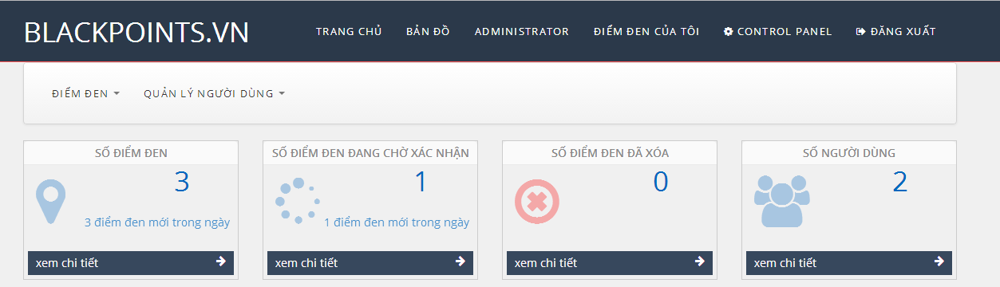 BLACKPOINTS.VN TRANG CHỦ BẢN ĐỒ ADMINISTRATOR ĐIỂM ĐEN CỦA TÔI CONTROL PANEL ĐĂNG XUẤT
ĐIỂM ĐEN QUẢN LÝ NGƯỜI DÙNG
SỐ ĐIỂM ĐEN
3
3 điểm đen mới trong ngày
xem chi tiết
SỐ ĐIỂM ĐEN ĐANG CHỜ XÁC NHẬN
1
1 điểm đen mới trong ngày
xem chi tiết
SỐ ĐIỂM ĐEN ĐÃ XÓA
0
xem chi tiết
SỐ NGƯỜI DÙNG
2
xem chi tiết